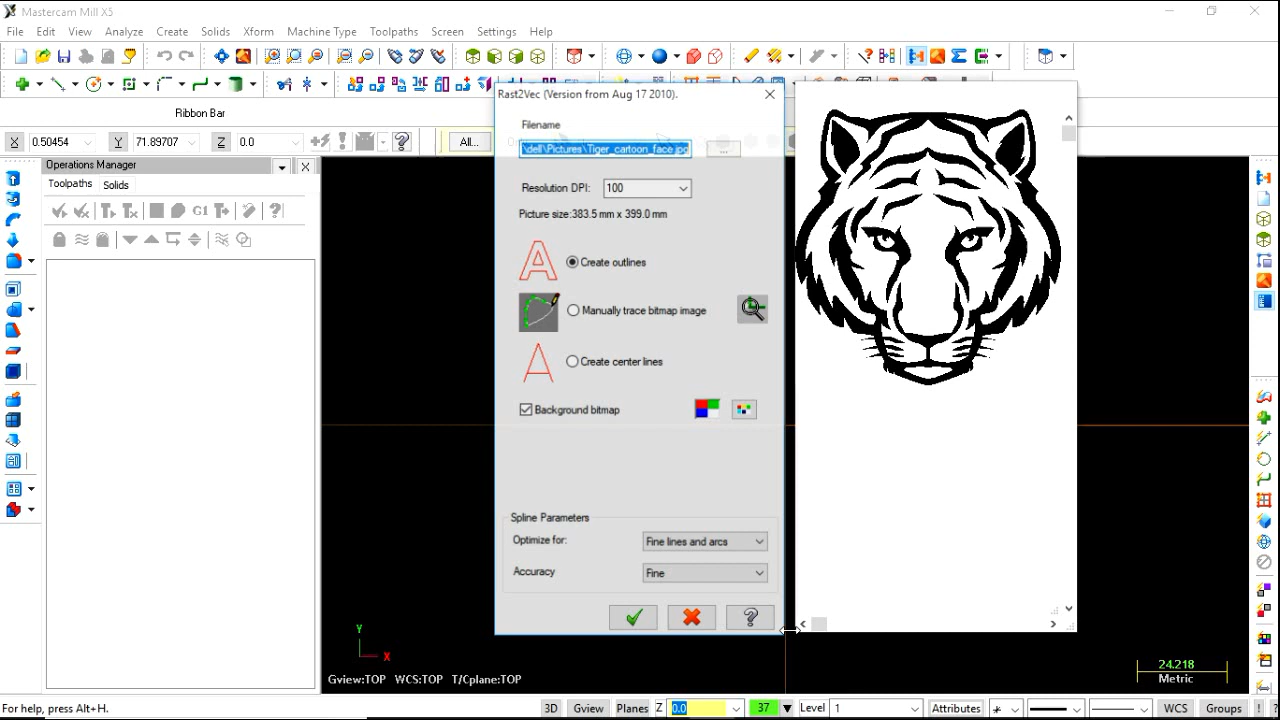 Mastercam Mill X5
File Edit View Analyze Create Solids Xform Machine Type Toolpaths Screen Settings Help
Ribbon Bar
X 0.50454 Y 71.89707 Z 0.0 All...
Operations Manager
Toolpaths Solids
G1
Rast2Vec (Version from Aug 17 2010).
Filename
\dell\Pictures\Tiger_cartoon_face.jpg
...
Resolution DPI: 100
Picture size:383.5 mm x 399.0 mm
Create outlines
Manually trace bitmap image
Create center lines
Background bitmap
Spline Parameters
Optimize for: Fine lines and arcs
Accuracy Fine
Y
X
Gview:TOP WCS:TOP T/Cplane:TOP
24.218
Metric
For help, press Alt+H.
3D Gview Planes Z 0.0 37 Level 1 Attributes WCS Groups